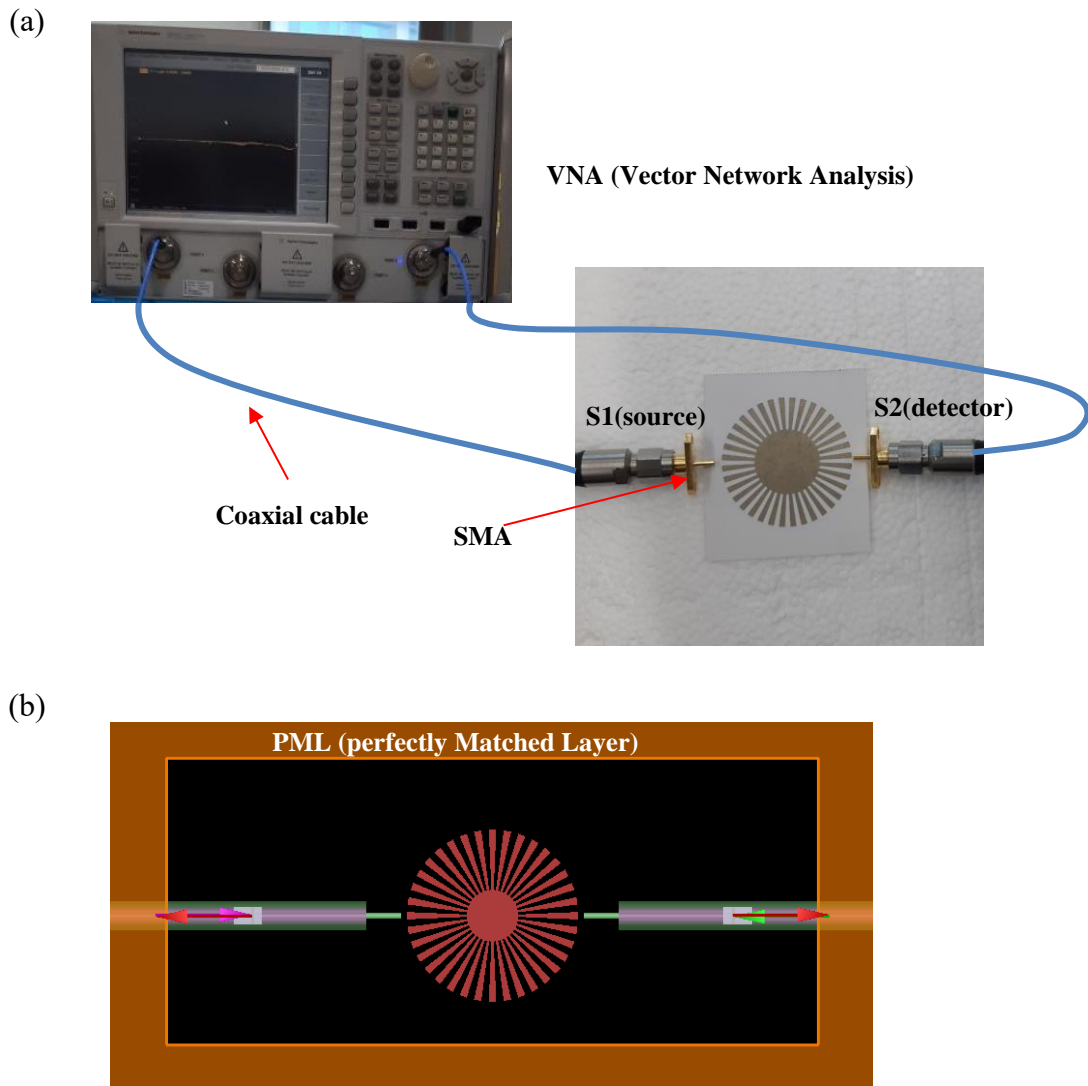 (a)
VNA (Vector Network Analysis)
S1(source)
S2(detector)
Coaxial cable
SMA
(b)
PML (perfectly Matched Layer)